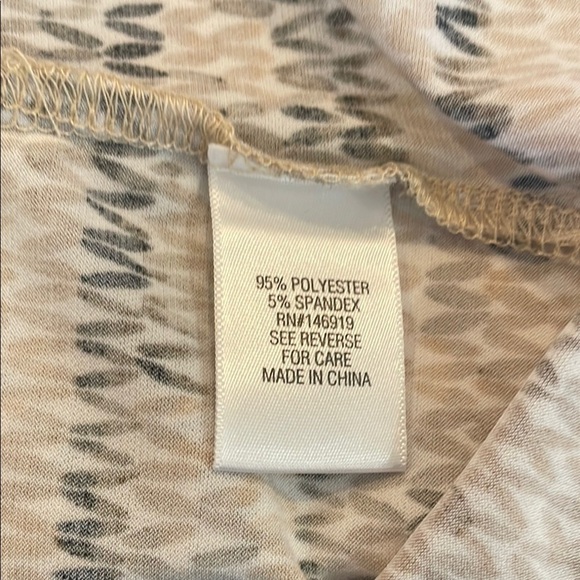 95% POLYESTER
5% SPANDEX
RN#146919
SEE REVERSE
FOR CARE
MADE IN CHINA